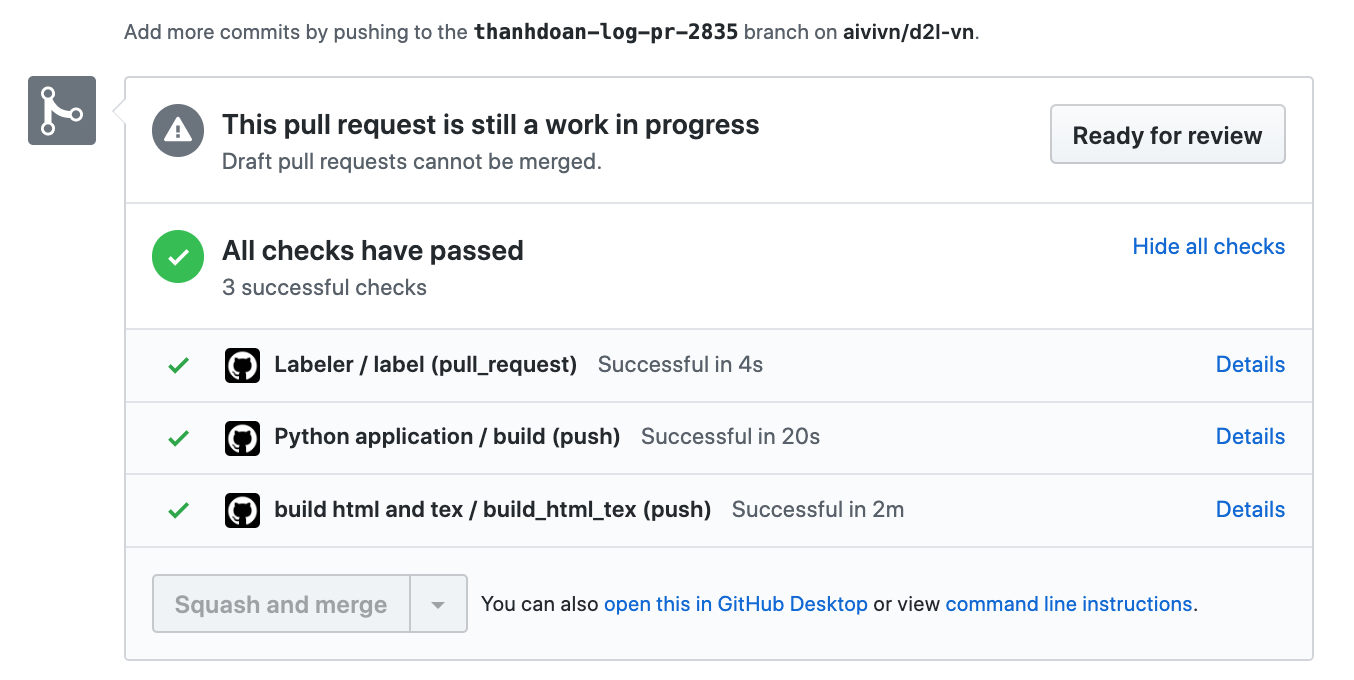 Add more commits by pushing to the thanhdoan-log-pr-2835 branch on aivivn/d2l-vn.
This pull request is still a work in progress
Draft pull requests cannot be merged.
Ready for review
All checks have passed
3 successful checks
Hide all checks
Labeler / label (pull_request) Successful in 4s Details
Python application / build (push) Successful in 20s Details
build html and tex / build_html_tex (push) Successful in 2m Details
Squash and merge You can also open this in GitHub Desktop or view command line instructions.